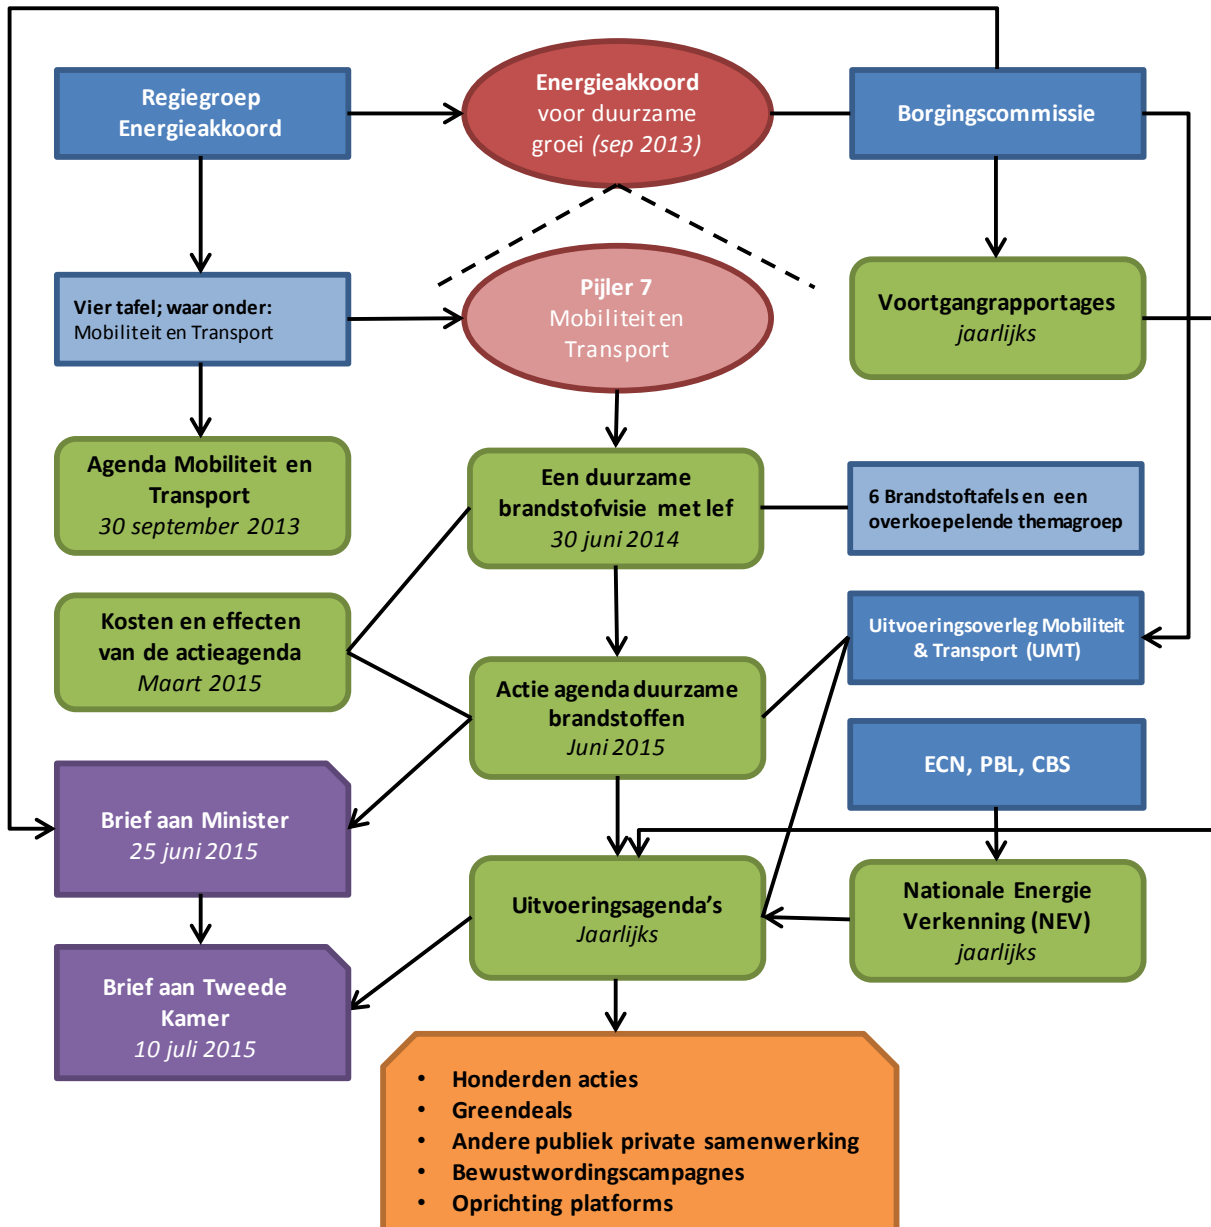 Regiegroep
Energieakkoord
Energieakkoord
voor duurzame
groei (sep 2013)
Borgingscommissie
Vier tafel; waar onder:
Mobiliteit en Transport
Pijler 7
Mobiliteit en
Transport
Voortgangrapportages
jaarlijks
Agenda Mobiliteit en
Transport
30 september 2013
Een duurzame
brandstofvisie met lef
30 juni 2014
6 Brandstoftafels en een
overkoepelende themagroep
Kosten en effecten
van de actieagenda
Maart 2015
Uitvoeringsoverleg Mobiliteit
& Transport (UMT)
Actie agenda duurzame
brandstoffen
Juni 2015
ECN, PBL, CBS
Brief aan Minister
25 juni 2015
Uitvoeringsagenda’s
Jaarlijks
Nationale Energie
Verkenning (NEV)
jaarlijks
Brief aan Tweede
Kamer
10 juli 2015
• Honderden acties
• Greendeals
• Andere publiek private samenwerking
• Bewustwordingscampagnes
• Oprichting platforms